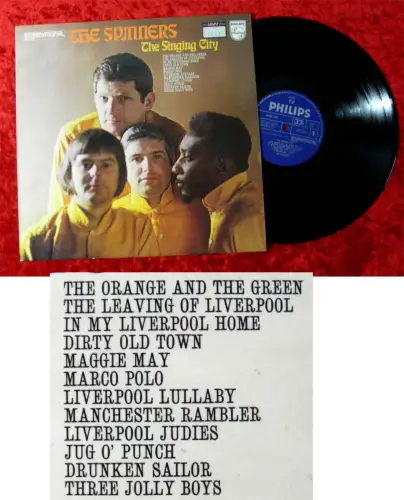 INTERNATIONAL
THE SPINNERS
The Singing City
PHILIPS
PHILIPS
THE ORANGE AND THE GREEN
THE LEAVING OF LIVERPOOL
IN MY LIVERPOOL HOME
DIRTY OLD TOWN
MAGGIE MAY
MARCO POLO
LIVERPOOL LULLABY
MANCHESTER RAMBLER
LIVERPOOL JUDIES
JUG O' PUNCH
DRUNKEN SAILOR
THREE JOLLY BOYS